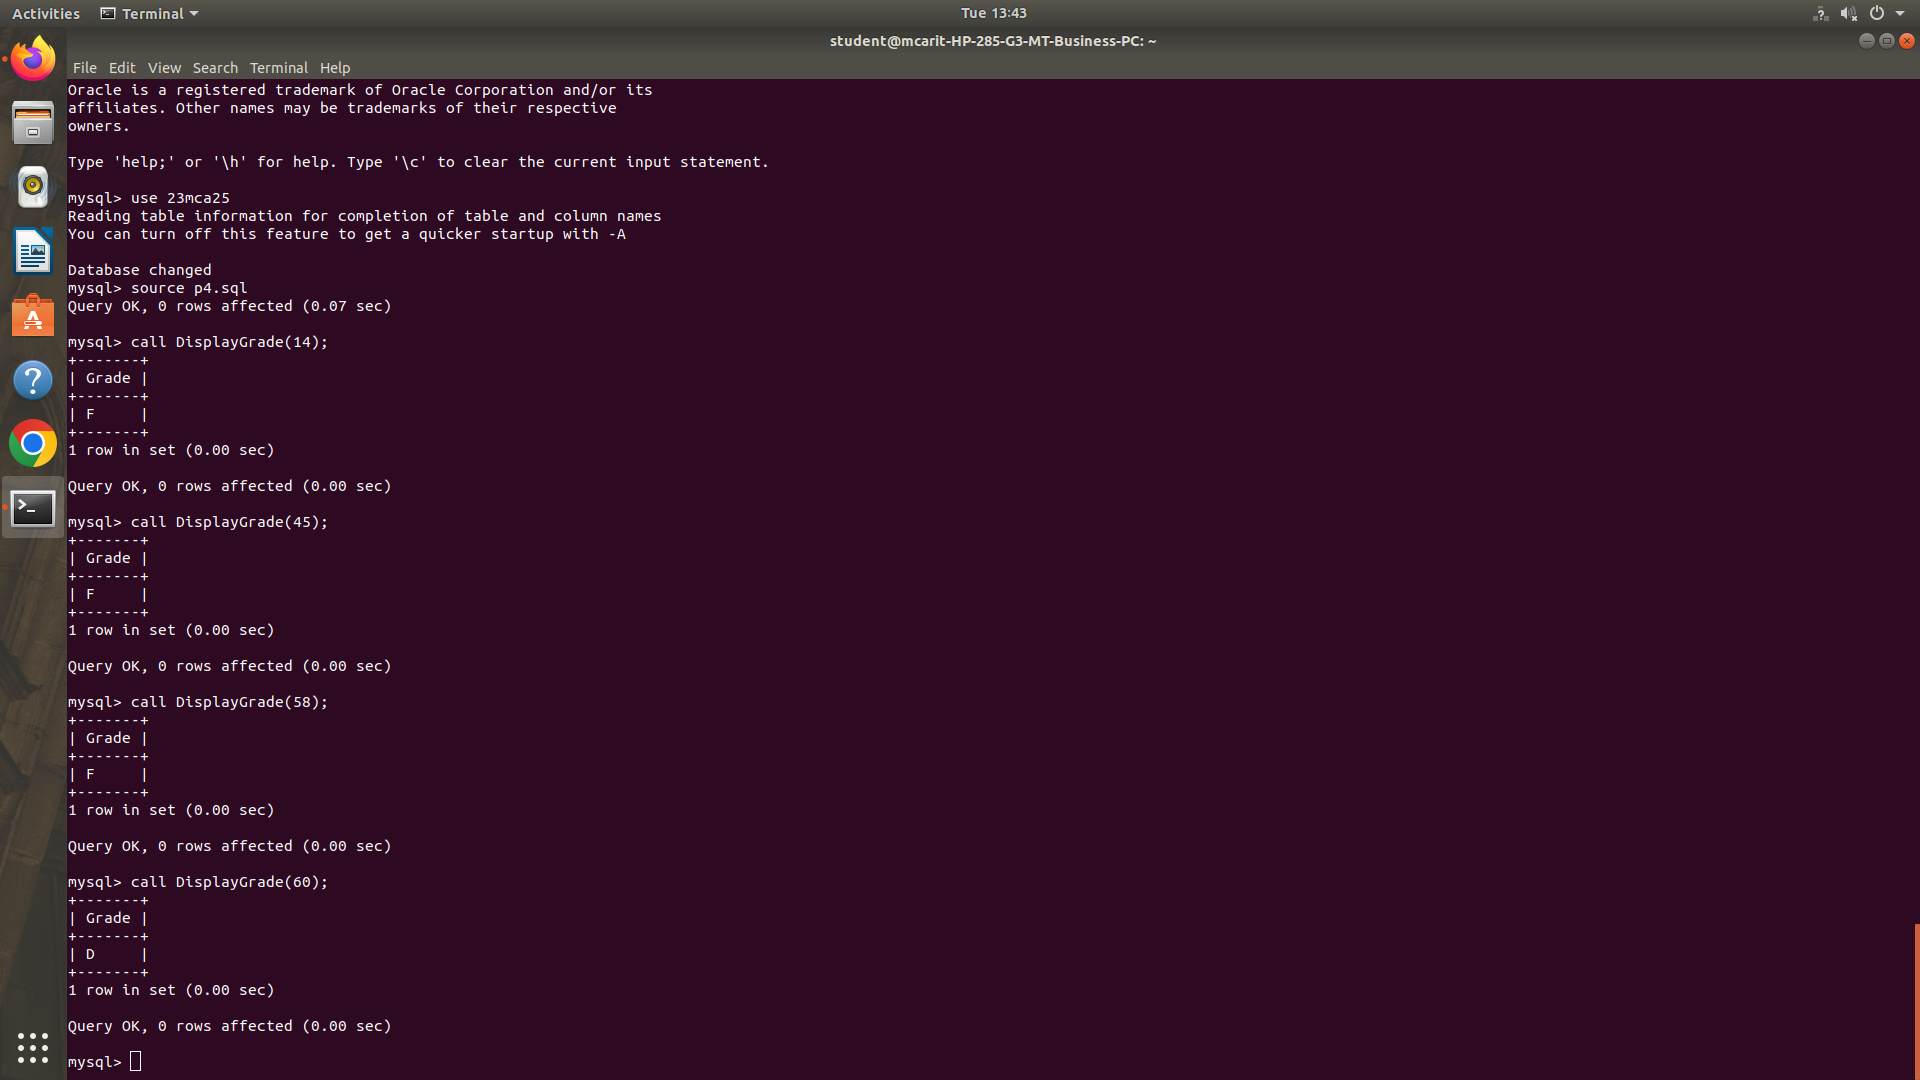 Activities Terminal Tue 13:43
student@mcarit-HP-285-G3-MT-Business-PC: ~
File Edit View Search Terminal Help
Oracle is a registered trademark of Oracle Corporation and/or its
affiliates. Other names may be trademarks of their respective
owners.
Type 'help;' or '\h' for help. Type '\c' to clear the current input statement.
mysql> use 23mca25
Reading table information for completion of table and column names
You can turn off this feature to get a quicker startup with -A
Database changed
mysql> source p4.sql
Query OK, 0 rows affected (0.07 sec)
mysql> call DisplayGrade(14);
+-------+
| Grade |
+-------+
| F     |
+-------+
1 row in set (0.00 sec)
Query OK, 0 rows affected (0.00 sec)
mysql> call DisplayGrade(45);
+-------+
| Grade |
+-------+
| F     |
+-------+
1 row in set (0.00 sec)
Query OK, 0 rows affected (0.00 sec)
mysql> call DisplayGrade(58);
+-------+
| Grade |
+-------+
| F     |
+-------+
1 row in set (0.00 sec)
Query OK, 0 rows affected (0.00 sec)
mysql> call DisplayGrade(60);
+-------+
| Grade |
+-------+
| D     |
+-------+
1 row in set (0.00 sec)
Query OK, 0 rows affected (0.00 sec)
mysql>